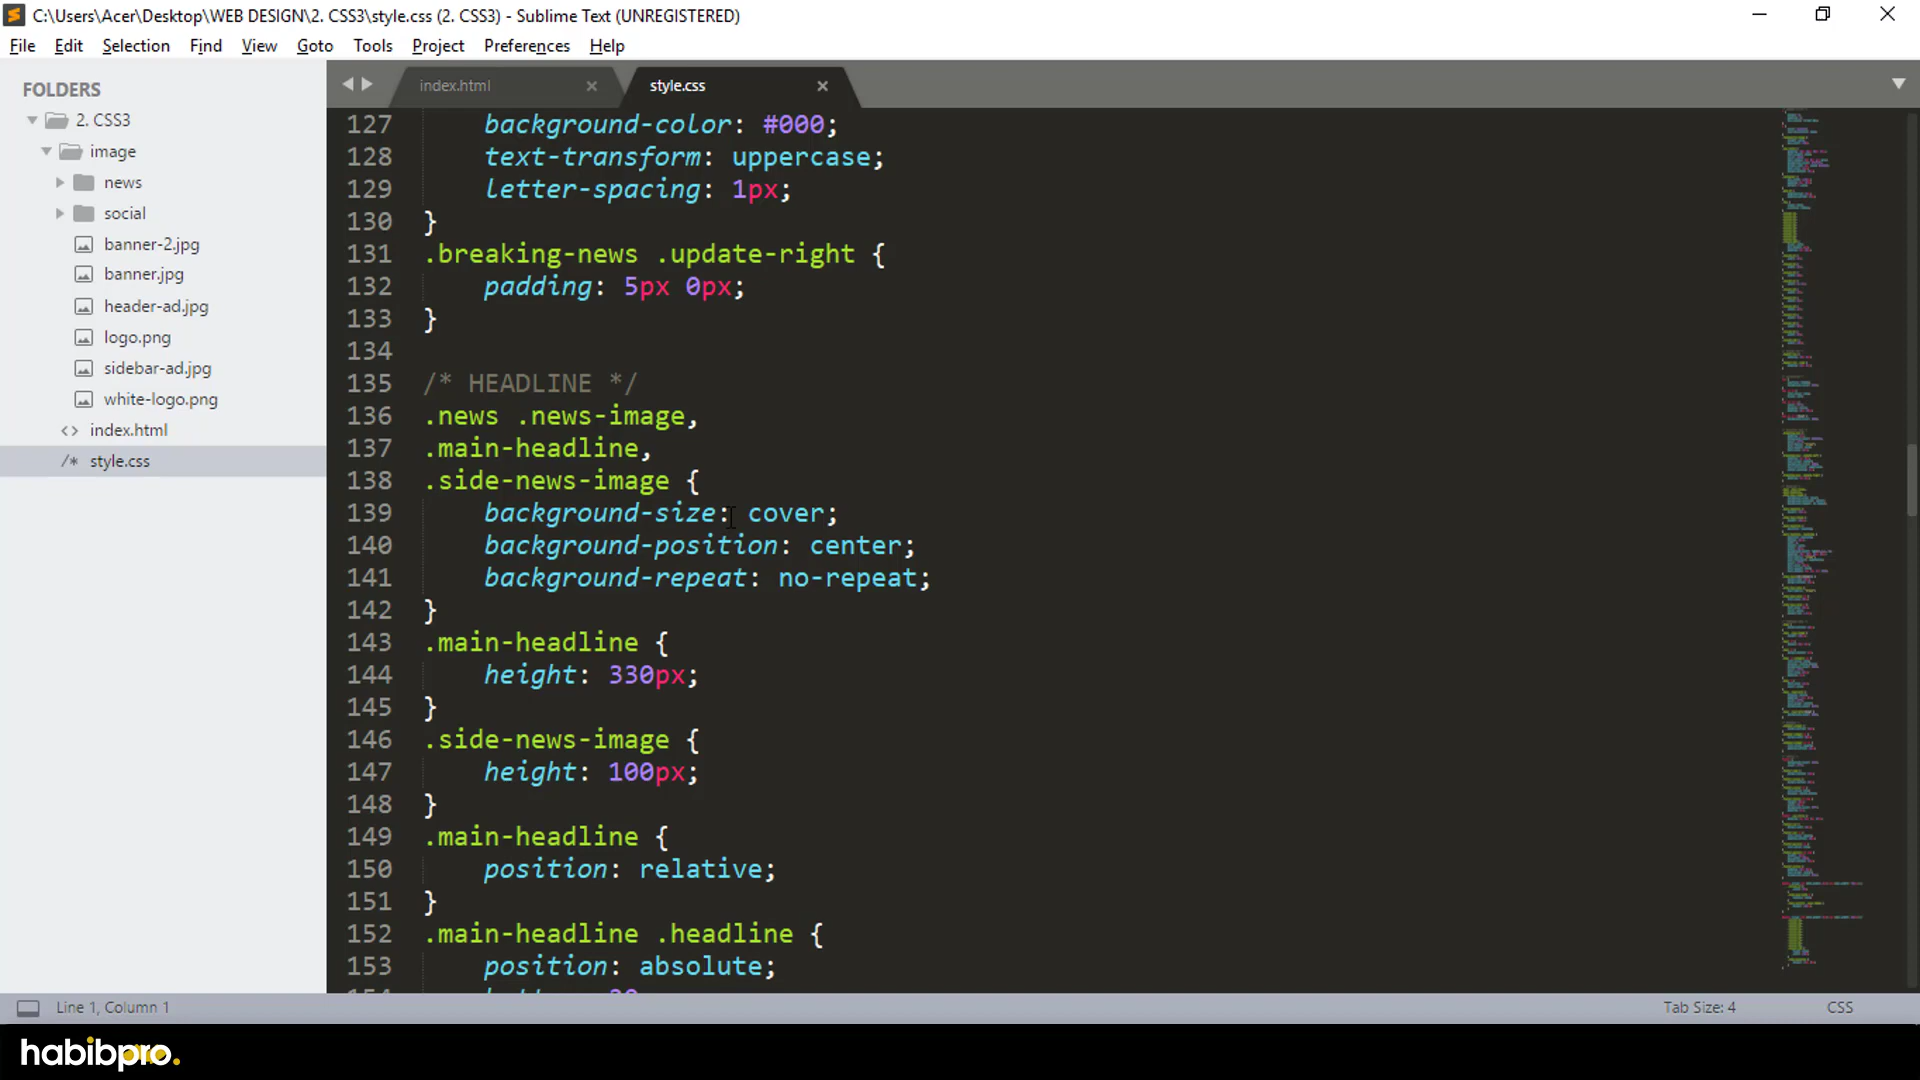 C:\Users\Acer\Desktop\WEB DESIGN\2. CSS3\style.css (2. CSS3) - Sublime Text (UNREGISTERED)
File Edit Selection Find View Goto Tools Project Preferences Help
FOLDERS
2. CSS3
image
news
social
banner-2.jpg
banner.jpg
header-ad.jpg
logo.png
sidebar-ad.jpg
white-logo.png
<> index.html
/* style.css
index.html × style.css ×
127 background-color: #000;
128 text-transform: uppercase;
129 letter-spacing: 1px;
130 }
131 .breaking-news .update-right {
132 padding: 5px 0px;
133 }
134
135 /* HEADLINE */
136 .news .news-image,
137 .main-headline,
138 .side-news-image {
139 background-size: cover;
140 background-position: center;
141 background-repeat: no-repeat;
142 }
143 .main-headline {
144 height: 330px;
145 }
146 .side-news-image {
147 height: 100px;
148 }
149 .main-headline {
150 position: relative;
151 }
152 .main-headline .headline {
153 position: absolute;
Line 1, Column 1 Tab Size: 4 CSS
habibpro.